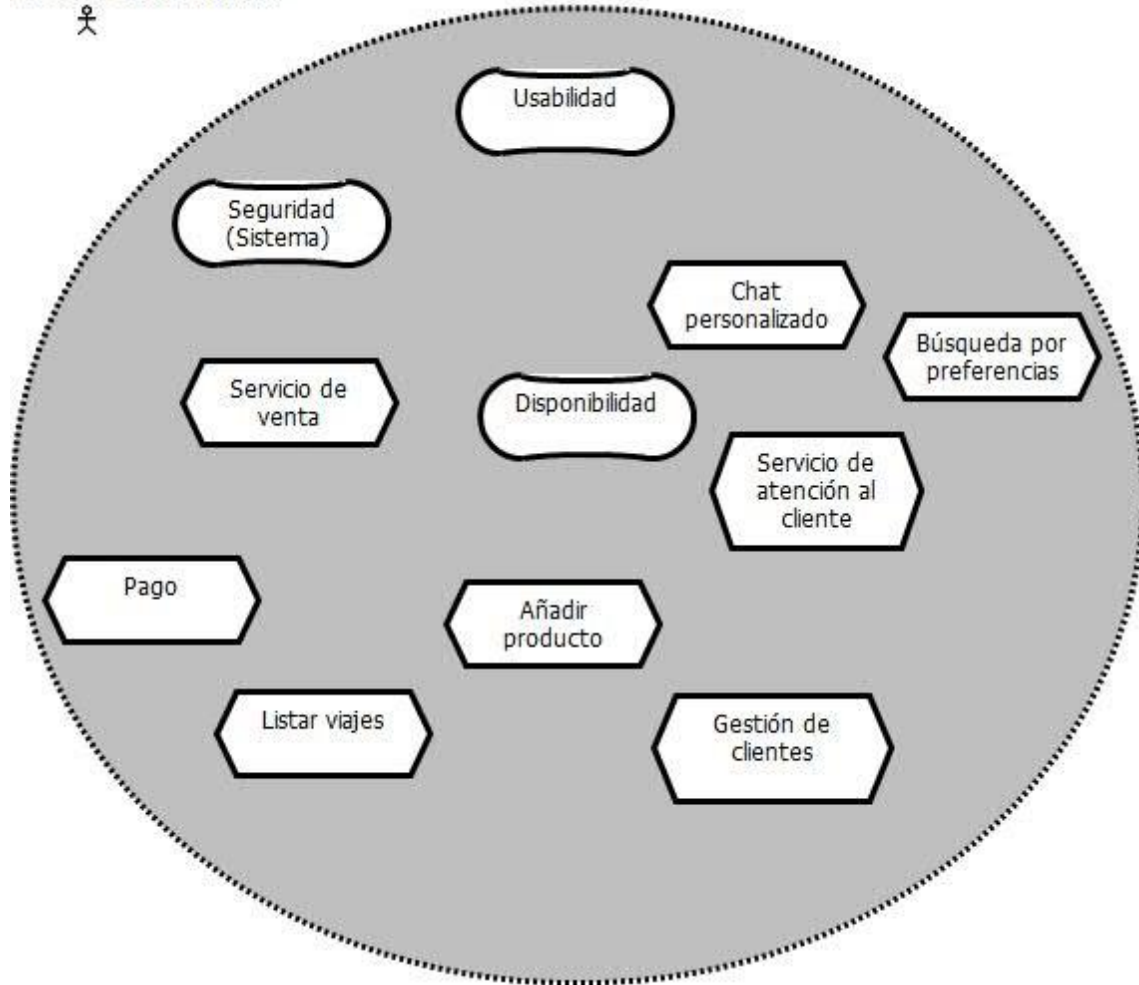 Usabilidad
Seguridad
(Sistema)
Chat
personalizado
Búsqueda por
preferencias
Servicio de
venta
Disponibilidad
Servicio de
atención al
cliente
Pago
Añadir
producto
Listar viajes
Gestión de
clientes